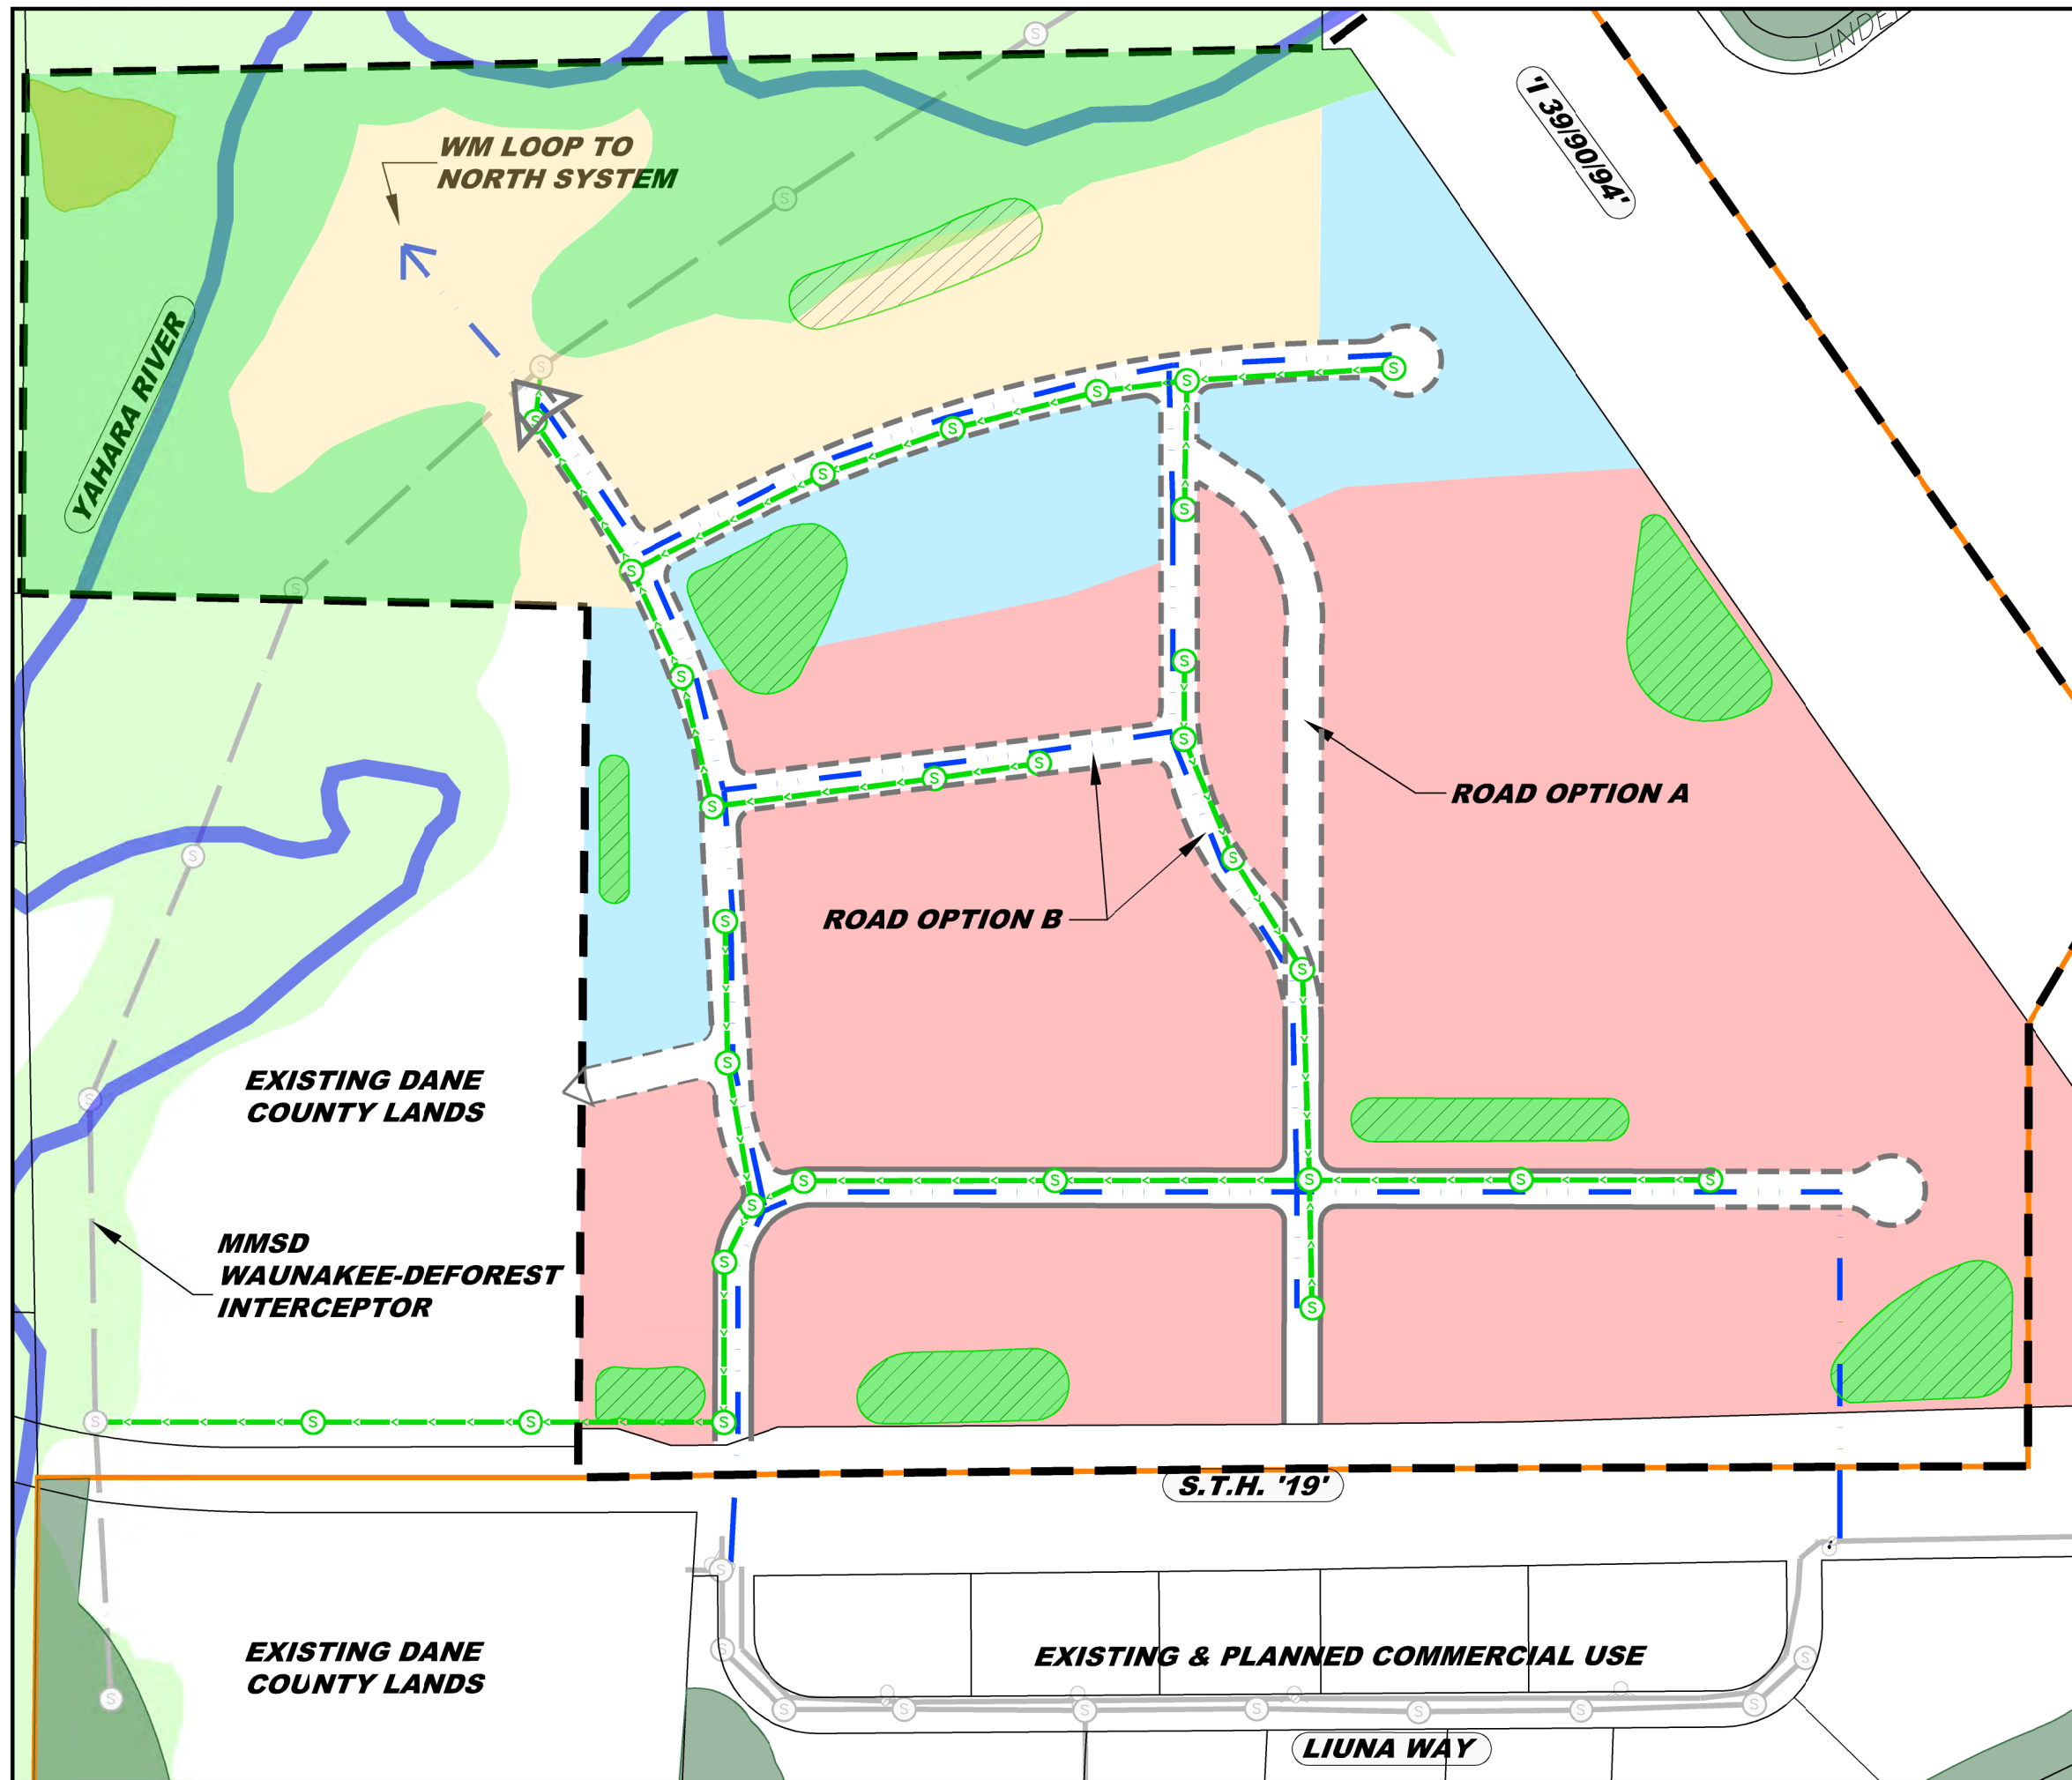 LINDE
'I 39/90/94'
WM LOOP TO
NORTH SYSTEM
YAHARA RIVER
ROAD OPTION A
ROAD OPTION B
EXISTING DANE
COUNTY LANDS
MMSD
WAUNAKEE-DEFOREST
INTERCEPTOR
S.T.H. '19'
EXISTING DANE
COUNTY LANDS
EXISTING & PLANNED COMMERCIAL USE
LIUNA WAY